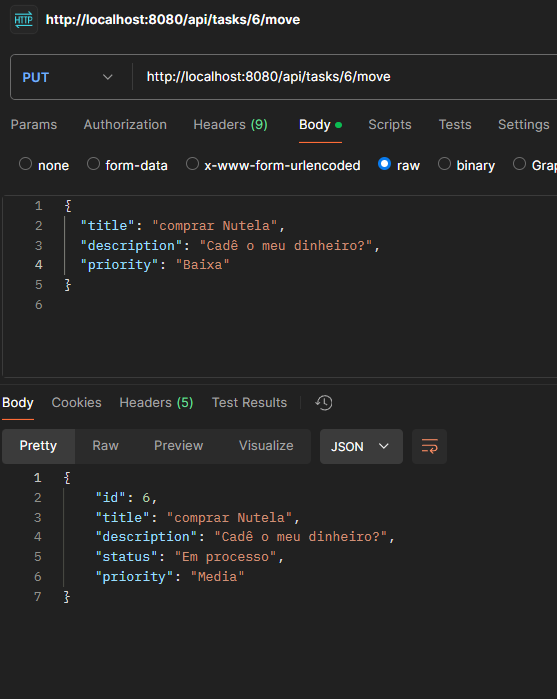 HTTP http://localhost:8080/api/tasks/6/move
PUT http://localhost:8080/api/tasks/6/move
Params Authorization Headers (9) Body Scripts Tests Settings
none form-data x-www-form-urlencoded raw binary Grap
1 {
2 "title": "comprar Nutela",
3 "description": "Cadê o meu dinheiro?",
4 "priority": "Baixa"
5 }
6
Body Cookies Headers (5) Test Results
Pretty Raw Preview Visualize JSON
1 {
2 "id": 6,
3 "title": "comprar Nutela",
4 "description": "Cadê o meu dinheiro?",
5 "status": "Em processo",
6 "priority": "Media"
7 }